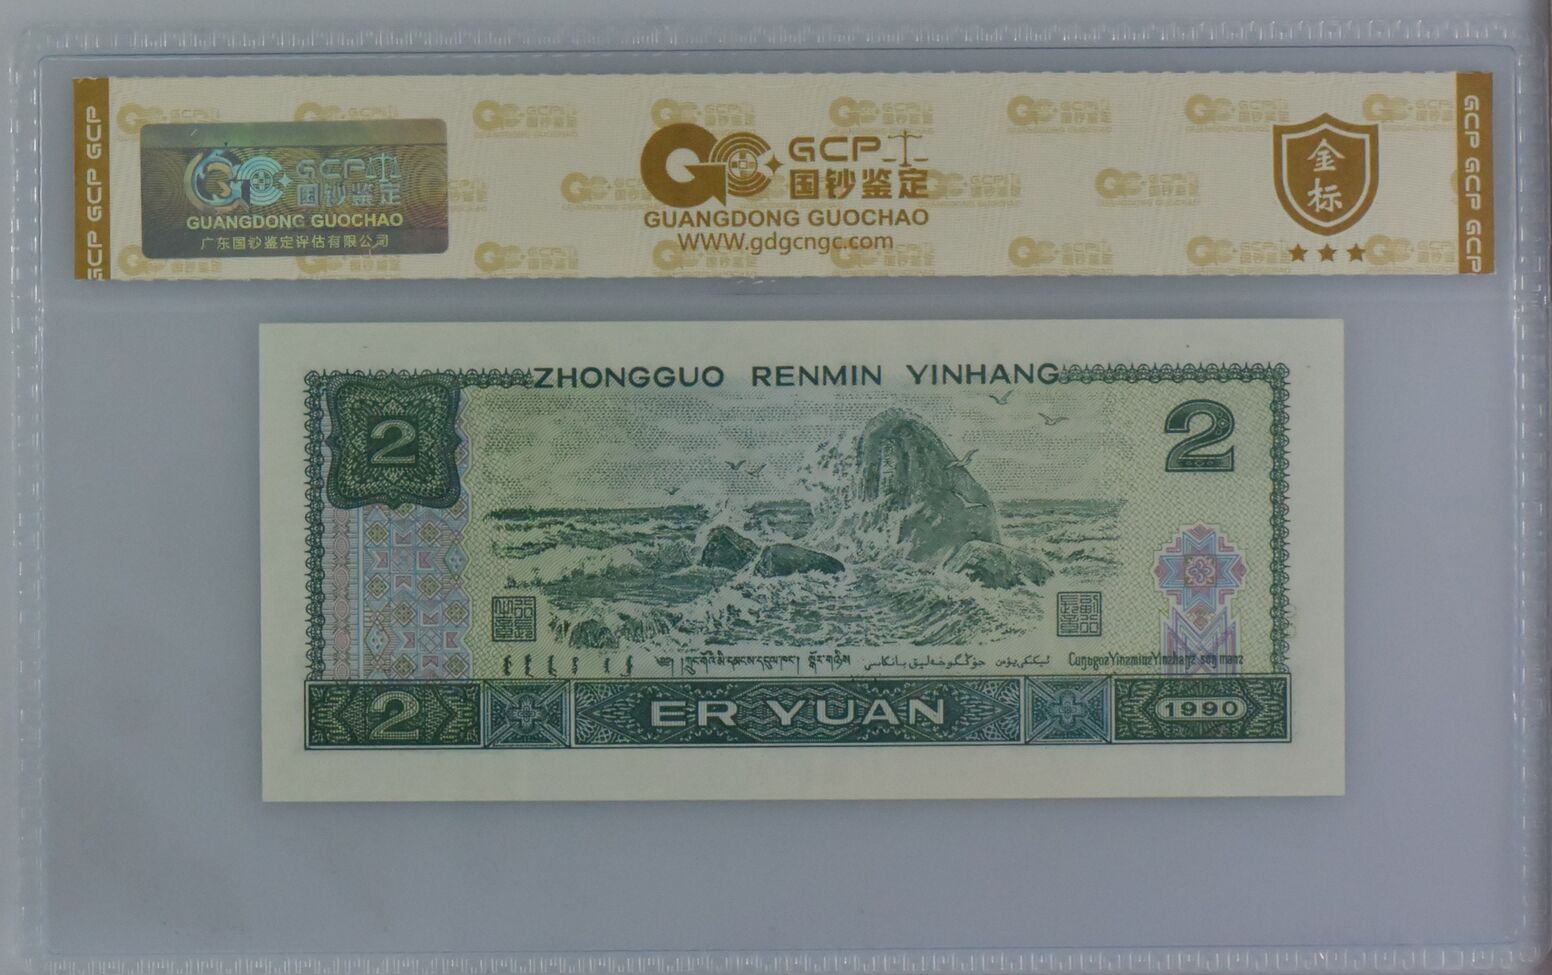 GCP GCP GCP
GCP
国钞鉴定
GUANGDONG GUOCHAO
广东国钞鉴定评估有限公司
GCP
国钞鉴定
GUANGDONG GUOCHAO
WWW.gdgcngc.com
金标
GCP GCP GCP
ZHONGGUO RENMIN YINHANG
2
2
2
ER YUAN
1990